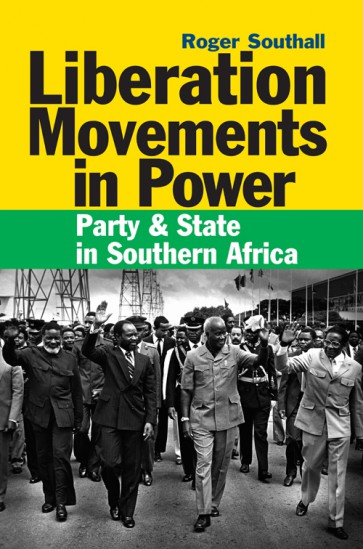 Roger Southall
Liberation
Movements
in Power
Party & State
in Southern Africa